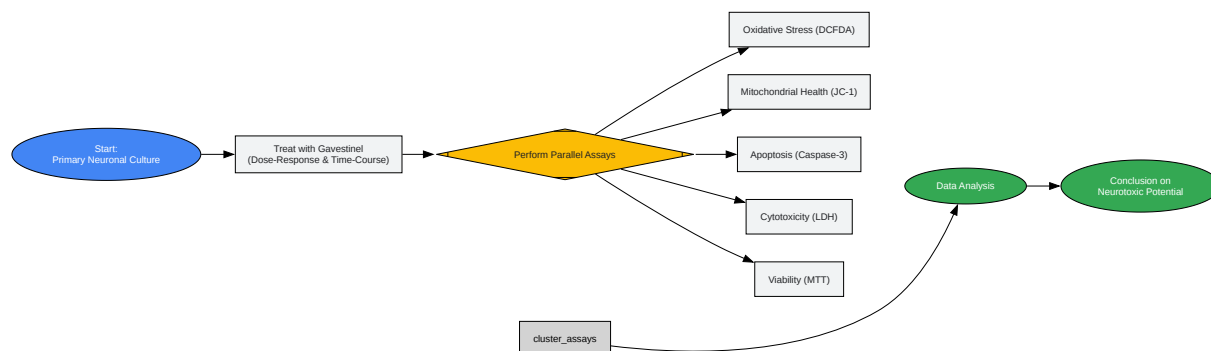 Start:
Primary Neuronal Culture
Treat with Gavestinel
(Dose-Response & Time-Course)
Perform Parallel Assays
Oxidative Stress (DCFDA)
Mitochondrial Health (JC-1)
Apoptosis (Caspase-3)
Cytotoxicity (LDH)
Viability (MTT)
cluster_assays
Data Analysis
Conclusion on
Neurotoxic Potential